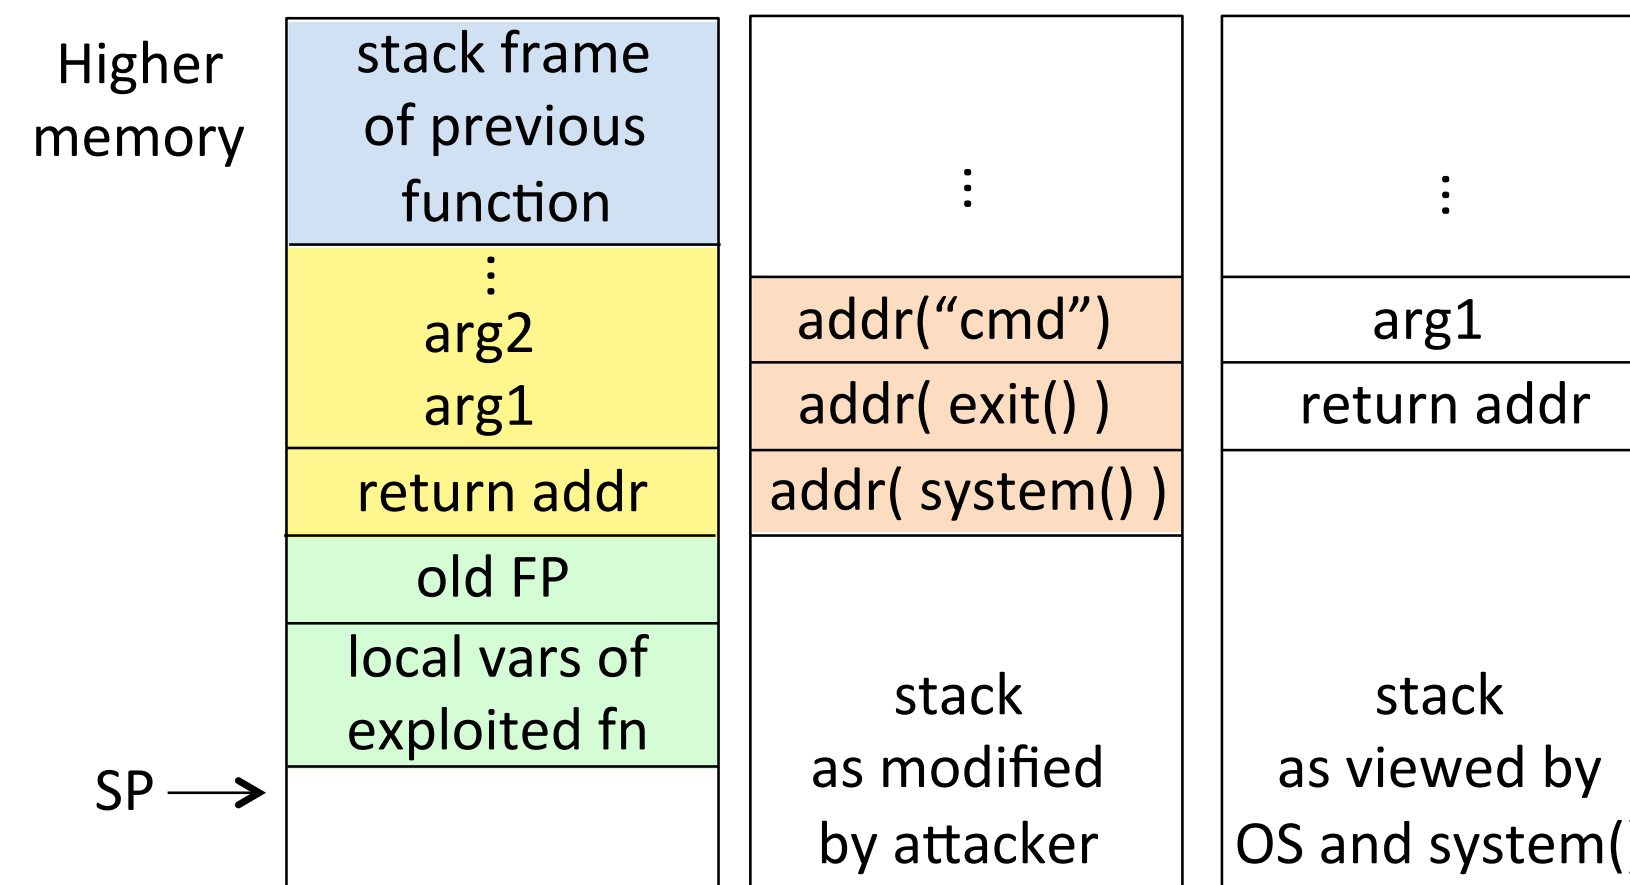 Higher
memory
SP
stack frame
of previous
function
⋮
arg2
arg1
return addr
old FP
local vars of
exploited fn
⋮
addr(“cmd”)
addr( exit() )
addr( system() )
stack
as modified
by attacker
⋮
arg1
return addr
stack
as viewed by
OS and system()